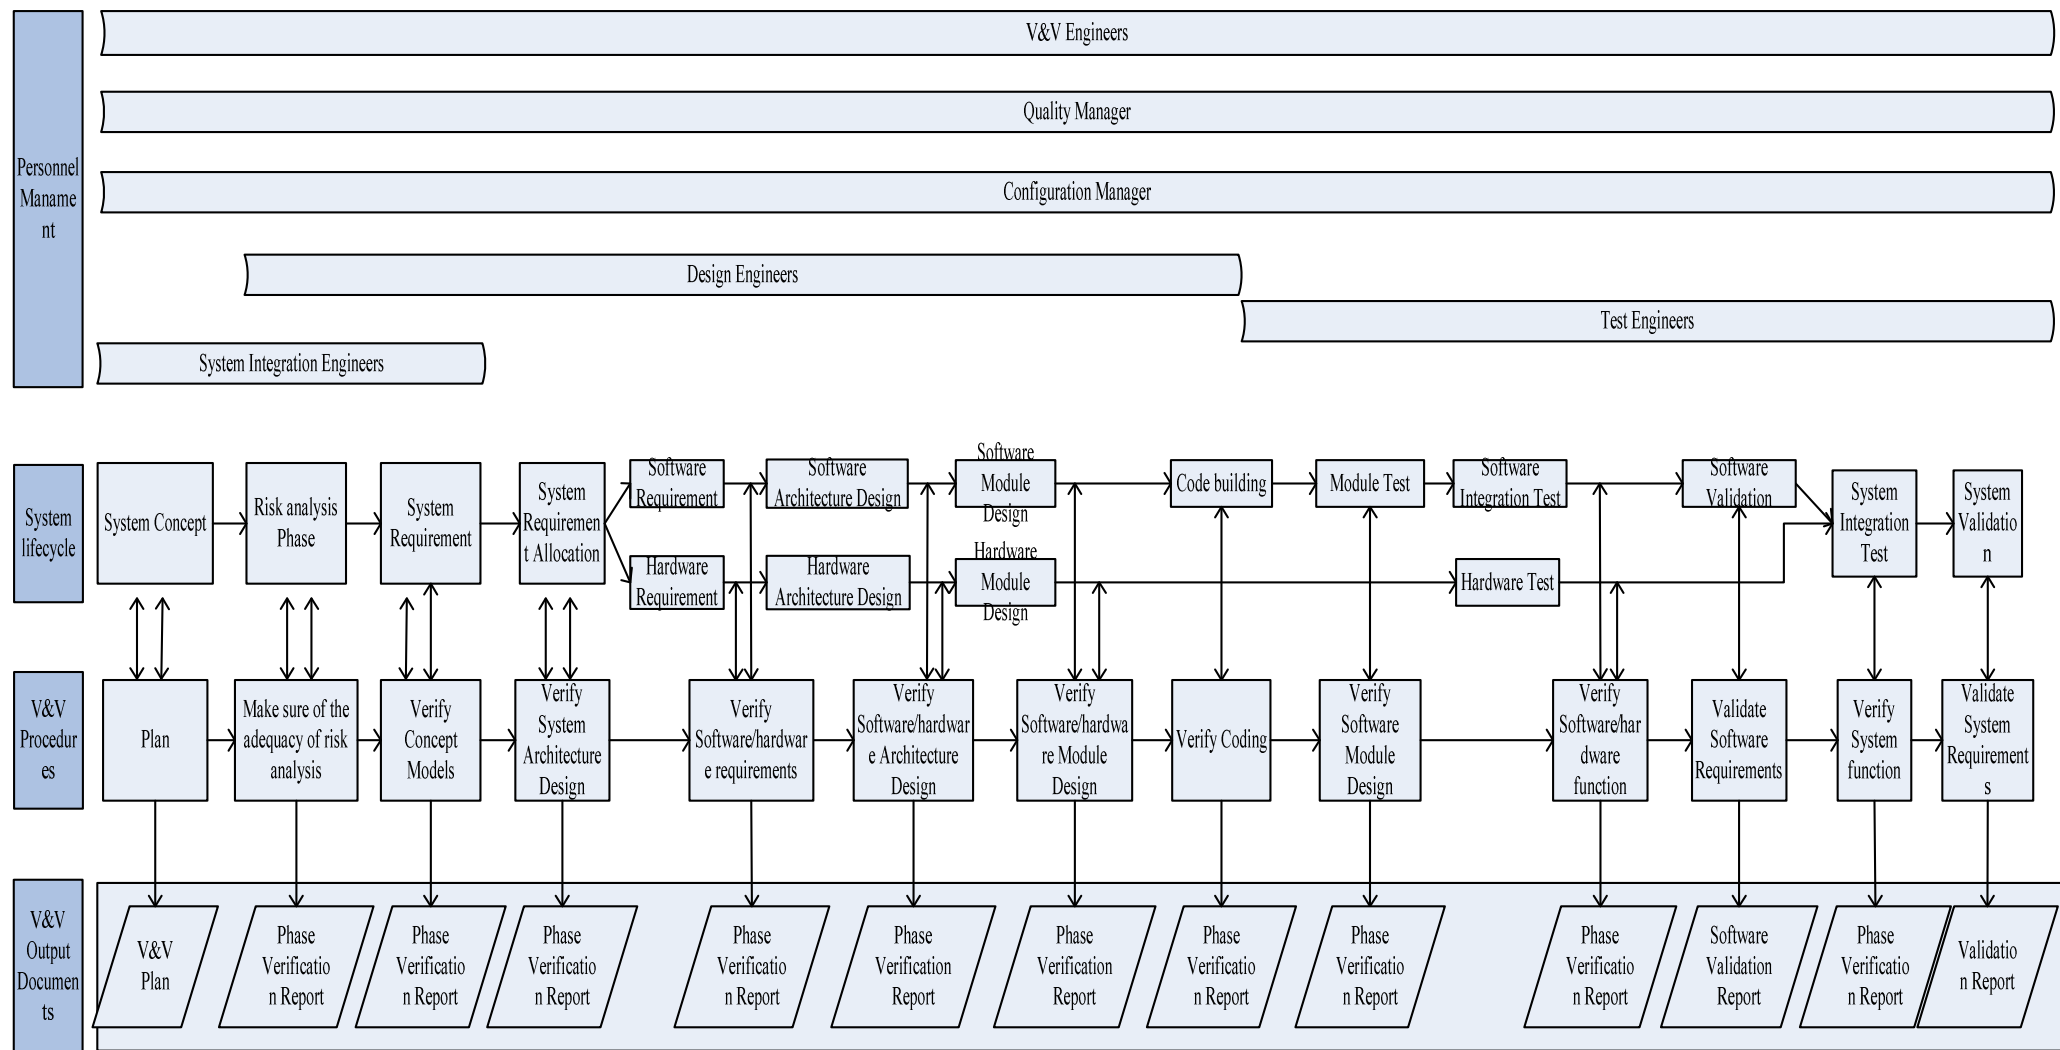 V&V Engineers
Quality Manager
Configuration Manager
Personnel
Maname
nt
Design Engineers
Test Engineers
System Integration Engineers
System
lifecycle
System Concept
Risk analysis
Phase
System
Requirement
System
Requiremen
t Allocation
Software
Requirement
Software
Architecture Design
Software
Module
Design
Code building
Module Test
Software
Integration Test
Software
Validation
System
Integration
Test
System
Validatio
n
Hardware
Requirement
Hardware
Architecture Design
Hardware
Module
Design
Hardware Test
V&V
Procedur
es
Plan
Make sure of the
adequacy of risk
analysis
Verify
Concept
Models
Verify
System
Architecture
Design
Verify
Software/hardwar
e requirements
Verify
Software/hardwar
e Architecture
Design
Verify
Software/hardwa
re Module
Design
Verify Coding
Verify
Software
Module
Design
Verify
Software/har
dware
function
Validate
Software
Requirements
Verify
System
function
Validate
System
Requirement
s
V&V
Output
Documen
ts
V&V
Plan
Phase
Verificatio
n Report
Phase
Verificatio
n Report
Phase
Verificatio
n Report
Phase
Verificatio
n Report
Phase
Verification
Report
Phase
Verification
Report
Phase
Verificatio
n Report
Phase
Verificatio
n Report
Phase
Verificatio
n Report
Software
Validation
Report
Phase
Verificatio
n Report
Validatio
n Report